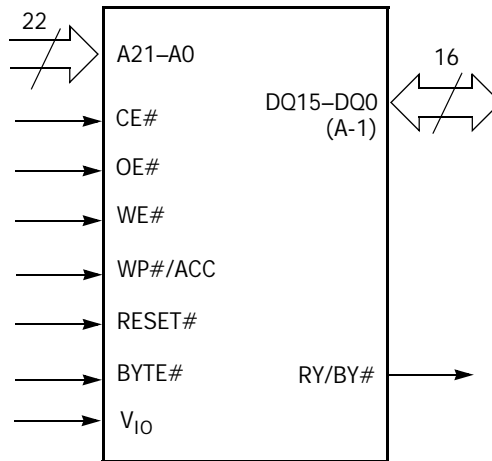 22
A21–A0
16
DQ15–DQ0
(A-1)
CE#
OE#
WE#
WP#/ACC
RESET#
BYTE#
RY/BY#
VIO